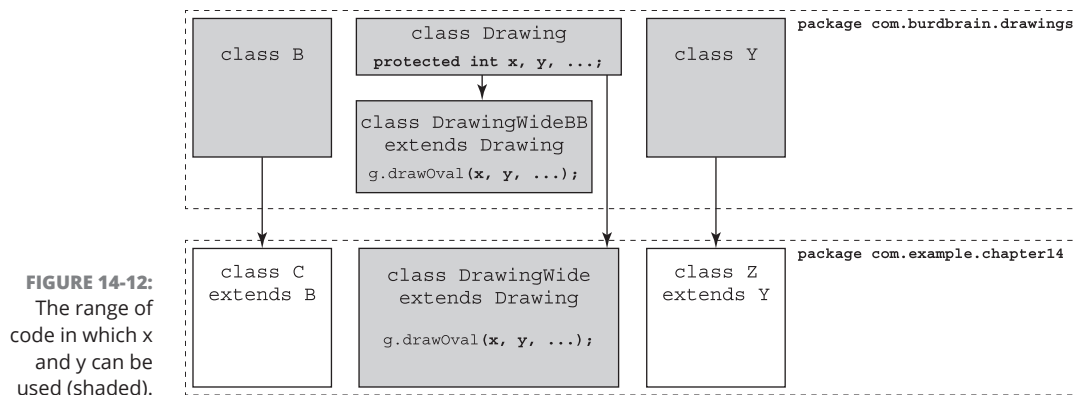 package com.burdbrain.drawings
class B
class Drawing
protected int x, y, ...;
class Y
class DrawingWideBB
extends Drawing
g.drawOval(x, y, ...);
package com.example.chapter14
class C
extends B
class DrawingWide
extends Drawing
g.drawOval(x, y, ...);
class Z
extends Y
FIGURE 14-12:
The range of
code in which x
and y can be
used (shaded).